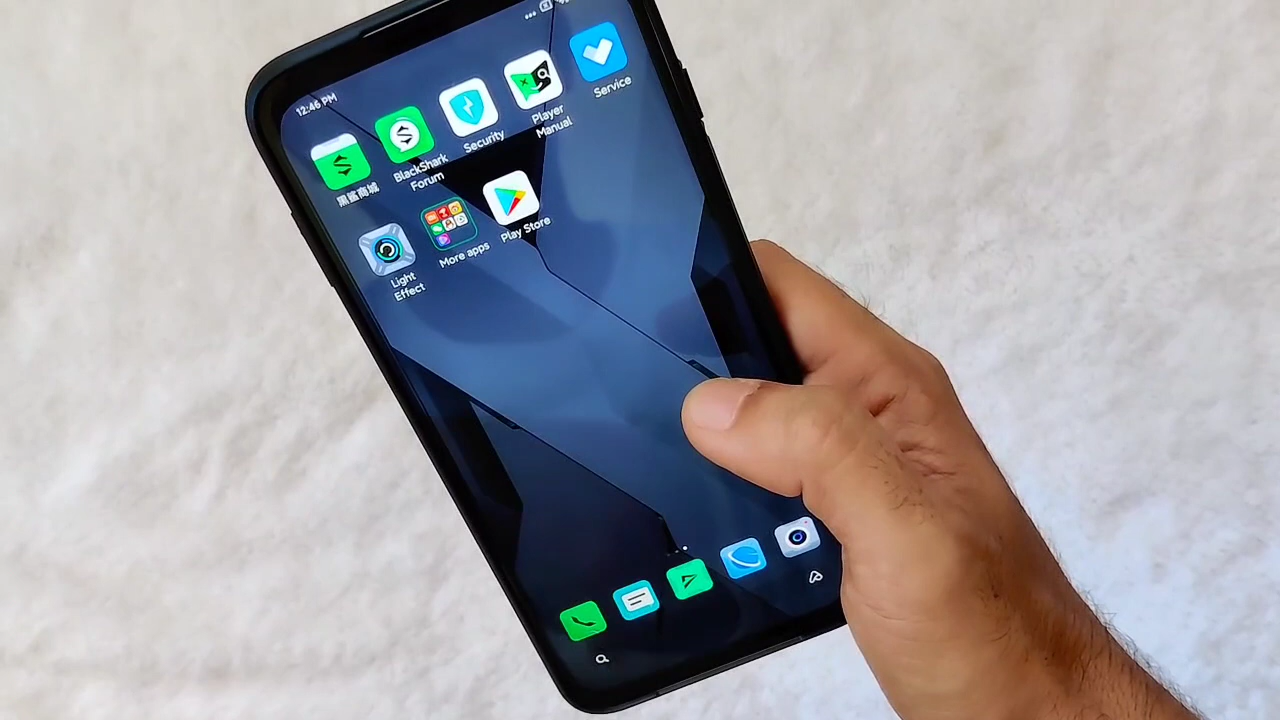 12:46 PM
黑鲨商城
BlackShark
Forum
Security
Player
Manual
Service
Light
Effect
More apps
Play Store